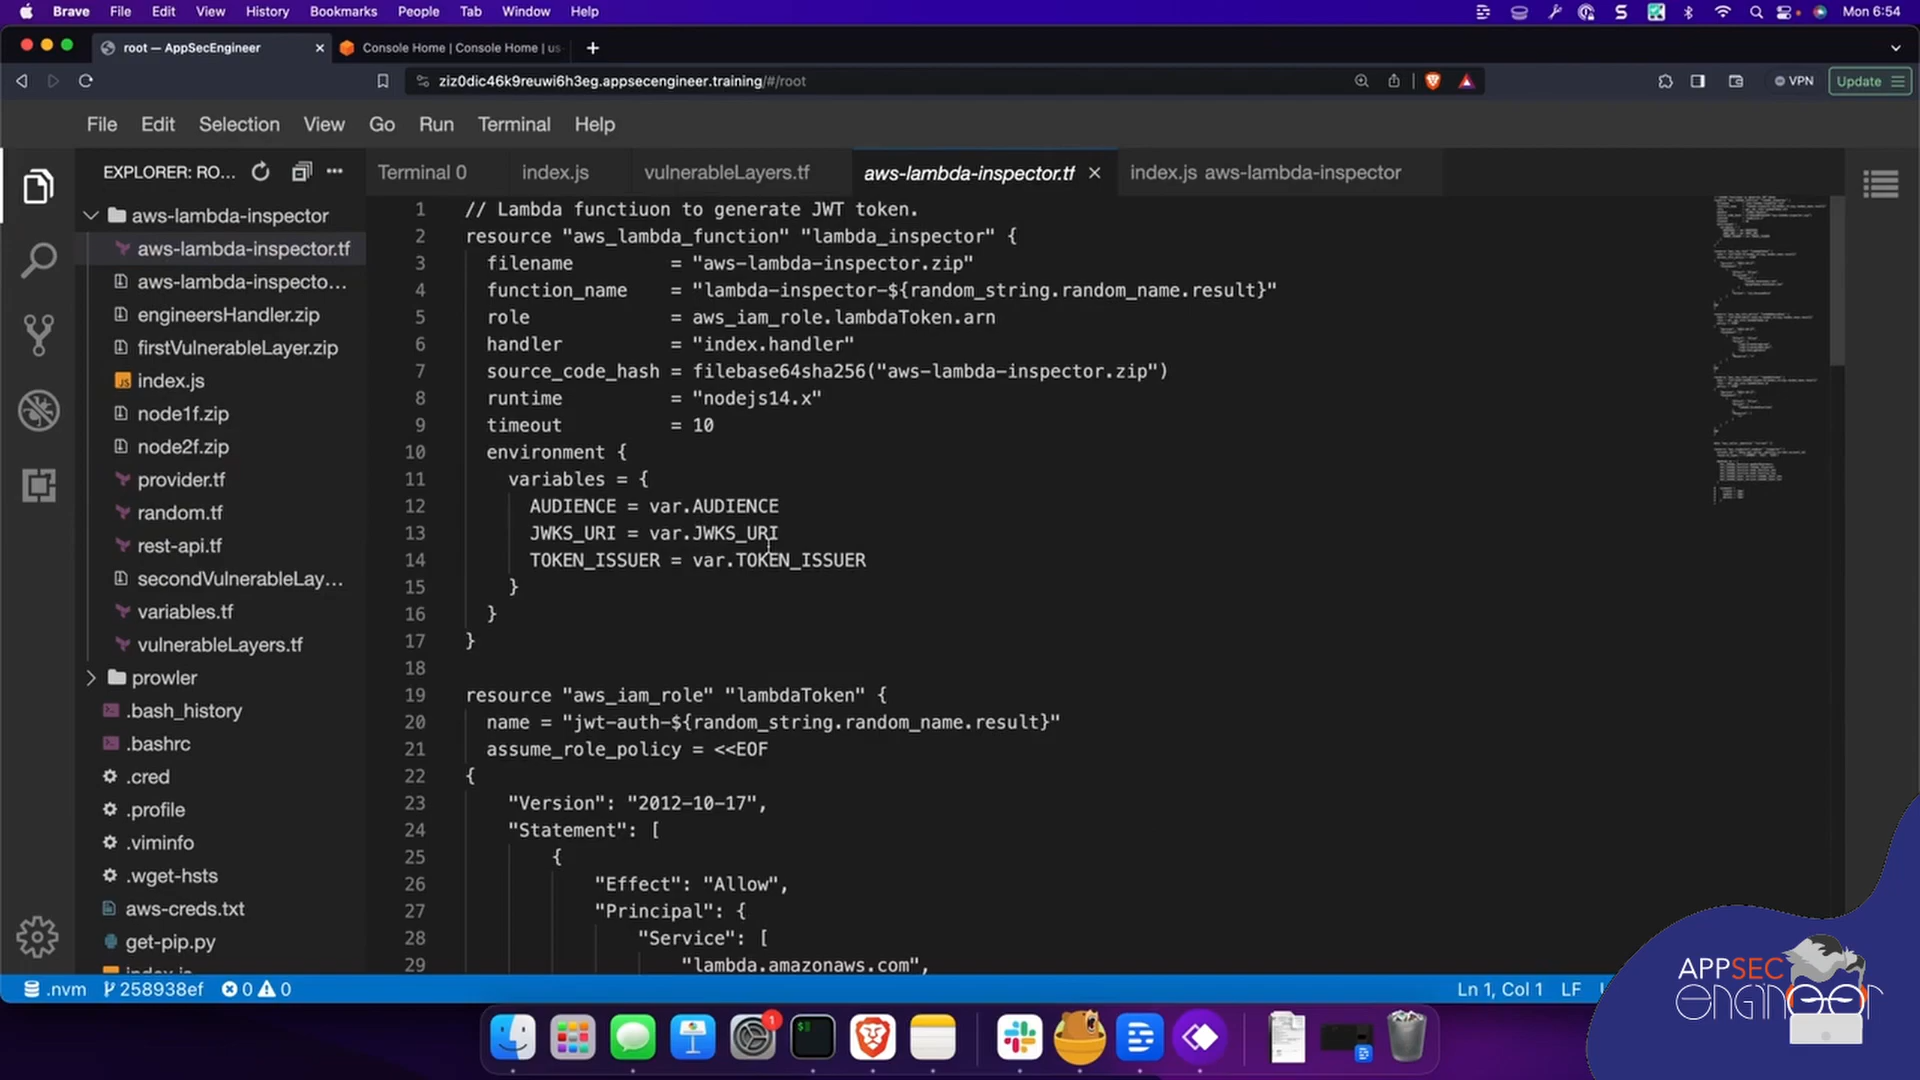 Brave File Edit View History Bookmarks People Tab Window Help Mon 6:54
root — AppSecEngineer Console Home | Console Home | us
ziz0dic46k9reuwi6h3eg.appsecengineer.training/#/root VPN Update
File Edit Selection View Go Run Terminal Help
EXPLORER: RO... Terminal 0 index.js vulnerableLayers.tf aws-lambda-inspector.tf index.js aws-lambda-inspector
aws-lambda-inspector
aws-lambda-inspector.tf
aws-lambda-inspecto...
engineersHandler.zip
firstVulnerableLayer.zip
index.js
node1f.zip
node2f.zip
provider.tf
random.tf
rest-api.tf
secondVulnerableLay...
variables.tf
vulnerableLayers.tf
prowler
.bash_history
.bashrc
.cred
.profile
.viminfo
.wget-hsts
aws-creds.txt
get-pip.py
index.js
1 // Lambda functiuon to generate JWT token.
2 resource "aws_lambda_function" "lambda_inspector" {
3 filename = "aws-lambda-inspector.zip"
4 function_name = "lambda-inspector-${random_string.random_name.result}"
5 role = aws_iam_role.lambdaToken.arn
6 handler = "index.handler"
7 source_code_hash = filebase64sha256("aws-lambda-inspector.zip")
8 runtime = "nodejs14.x"
9 timeout = 10
10 environment {
11 variables = {
12 AUDIENCE = var.AUDIENCE
13 JWKS_URI = var.JWKS_URI
14 TOKEN_ISSUER = var.TOKEN_ISSUER
15 }
16 }
17 }
18
19 resource "aws_iam_role" "lambdaToken" {
20 name = "jwt-auth-${random_string.random_name.result}"
21 assume_role_policy = <<EOF
22 {
23 "Version": "2012-10-17",
24 "Statement": [
25 {
26 "Effect": "Allow",
27 "Principal": {
28 "Service": [
29 "lambda.amazonaws.com",
.nvm 258938ef 0 0 Ln 1, Col 1 LF
APPSEC
ENGINEER
1